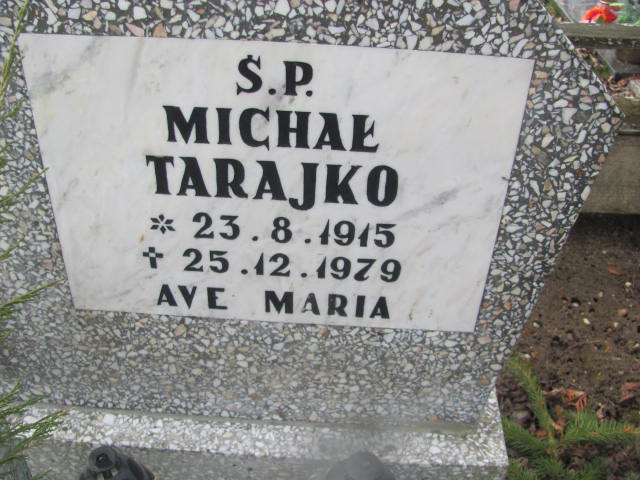 Ś.P.
MICHAŁ
TARAJKO
* 23.8.1915
✝ 25.12.1979
AVE MARIA